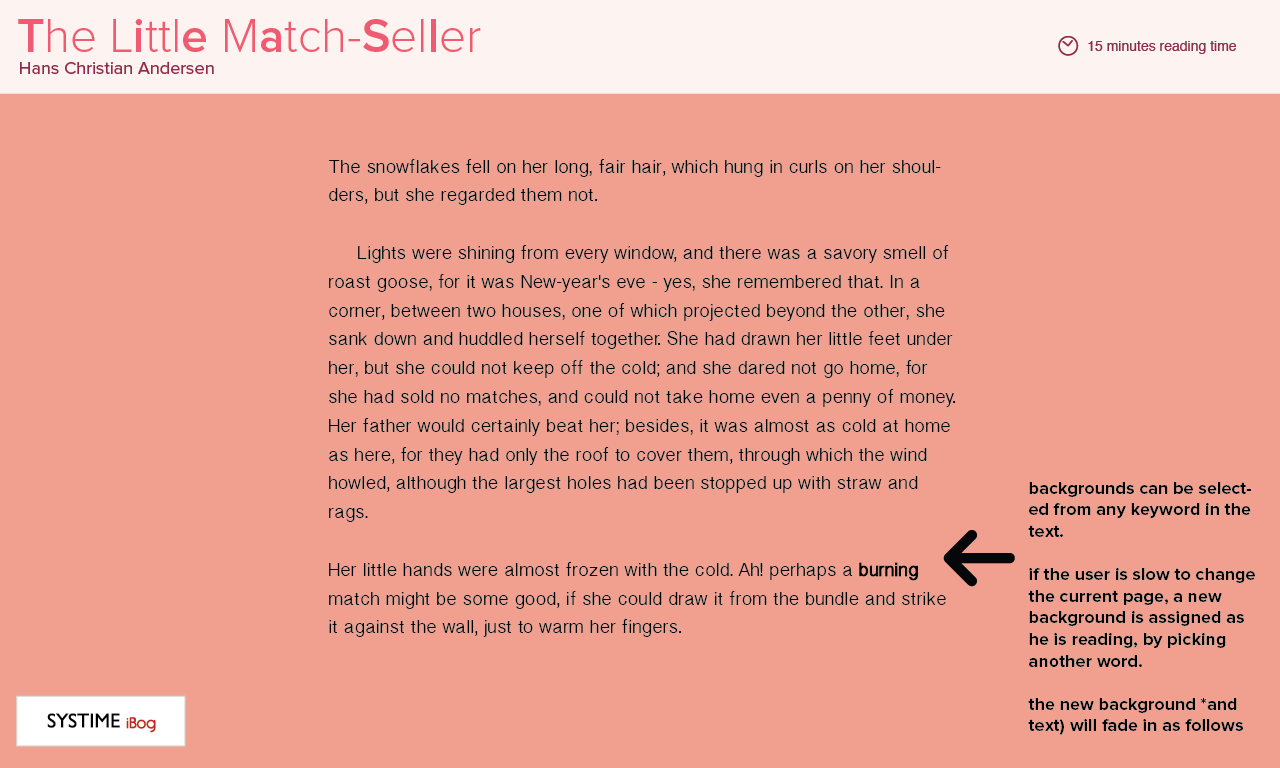 The Little Match-Seller
Hans Christian Andersen
15 minutes reading time
The snowflakes fell on her long, fair hair, which hung in curls on her shoul-
ders, but she regarded them not.
Lights were shining from every window, and there was a savory smell of
roast goose, for it was New-year's eve - yes, she remembered that. In a
corner, between two houses, one of which projected beyond the other, she
sank down and huddled herself together. She had drawn her little feet under
her, but she could not keep off the cold; and she dared not go home, for
she had sold no matches, and could not take home even a penny of money.
Her father would certainly beat her; besides, it was almost as cold at home
as here, for they had only the roof to cover them, through which the wind
howled, although the largest holes had been stopped up with straw and
rags.
Her little hands were almost frozen with the cold. Ah! perhaps a burning
match might be some good, if she could draw it from the bundle and strike
it against the wall, just to warm her fingers.
backgrounds can be select-
ed from any keyword in the
text.
if the user is slow to change
the current page, a new
background is assigned as
he is reading, by picking
another word.
the new background *and
text) will fade in as follows
SYSTIME iBog